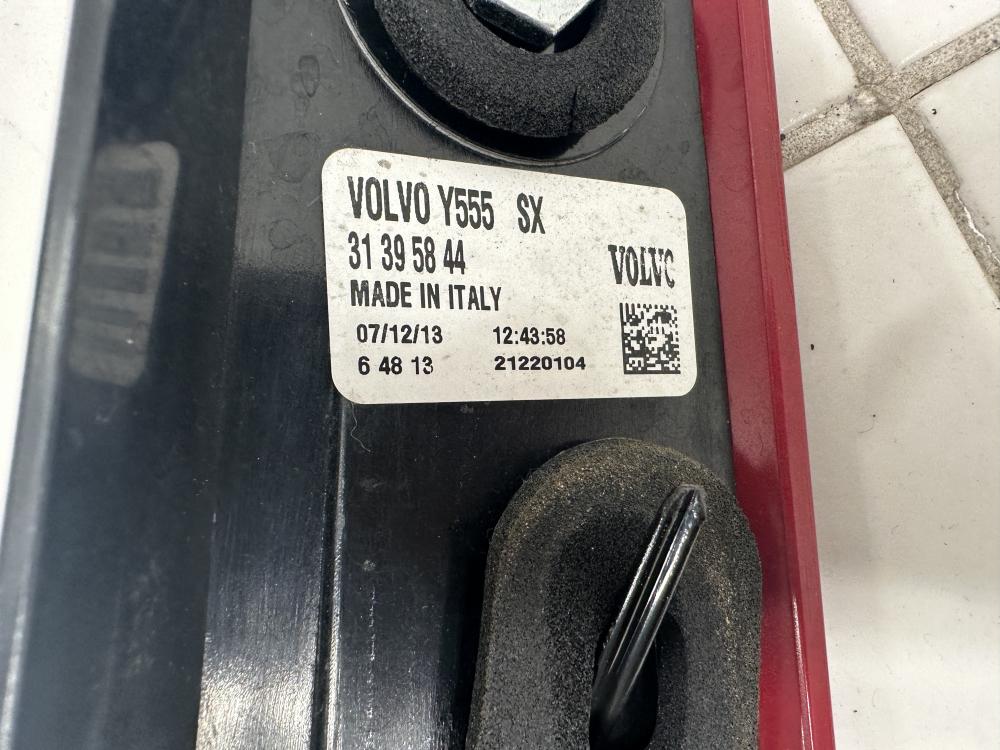 VOLVO Y555 SX
31 39 58 44
VOLVO
MADE IN ITALY
07/12/13 12:43:58
6 48 13 21220104